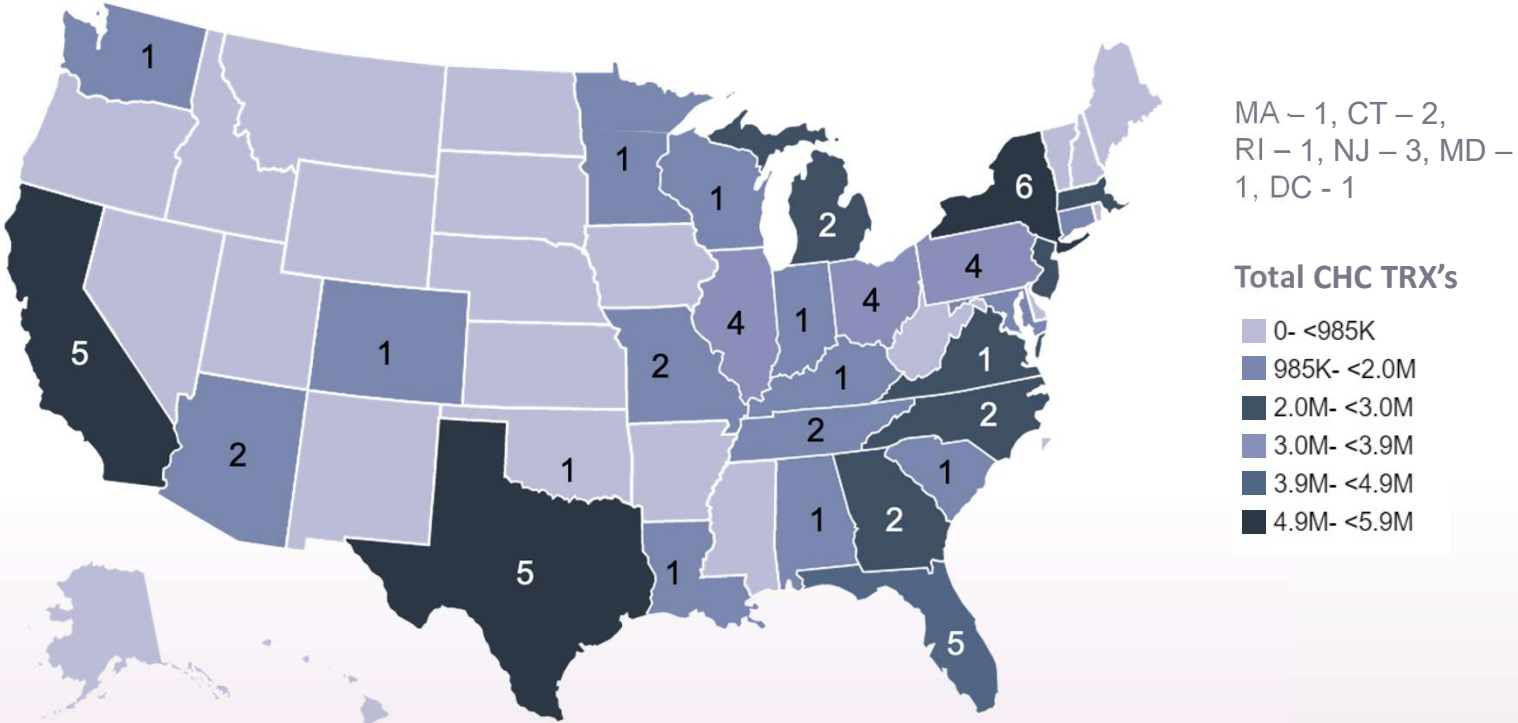 1
MA – 1, CT – 2,
RI – 1, NJ – 3, MD –
1, DC - 1
1
1
6
2
4
Total CHC TRX's
4
4
1
0- <985K
5
1
2
1
1
985K- <2.0M
2
2.0M- <3.0M
2
2
3.0M- <3.9M
1
1
3.9M- <4.9M
1
2
4.9M- <5.9M
5
1
5